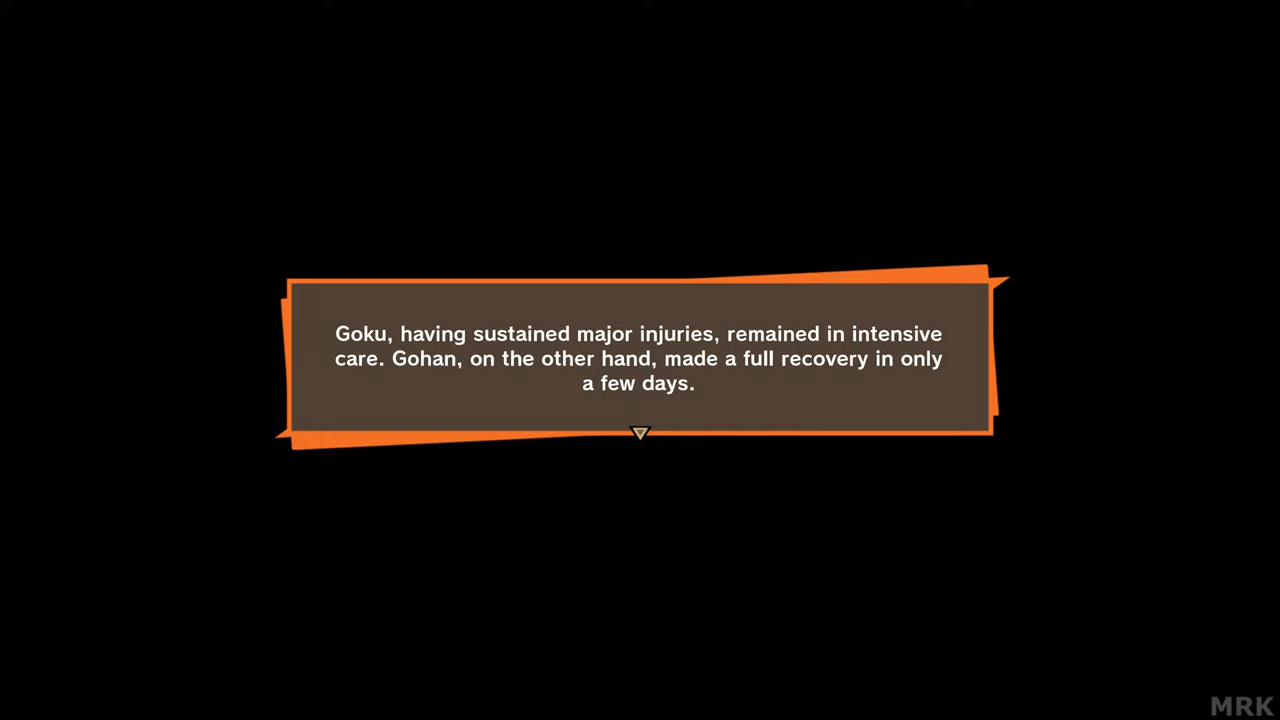 Goku, having sustained major injuries, remained in intensive
care. Gohan, on the other hand, made a full recovery in only
a few days.
MRK